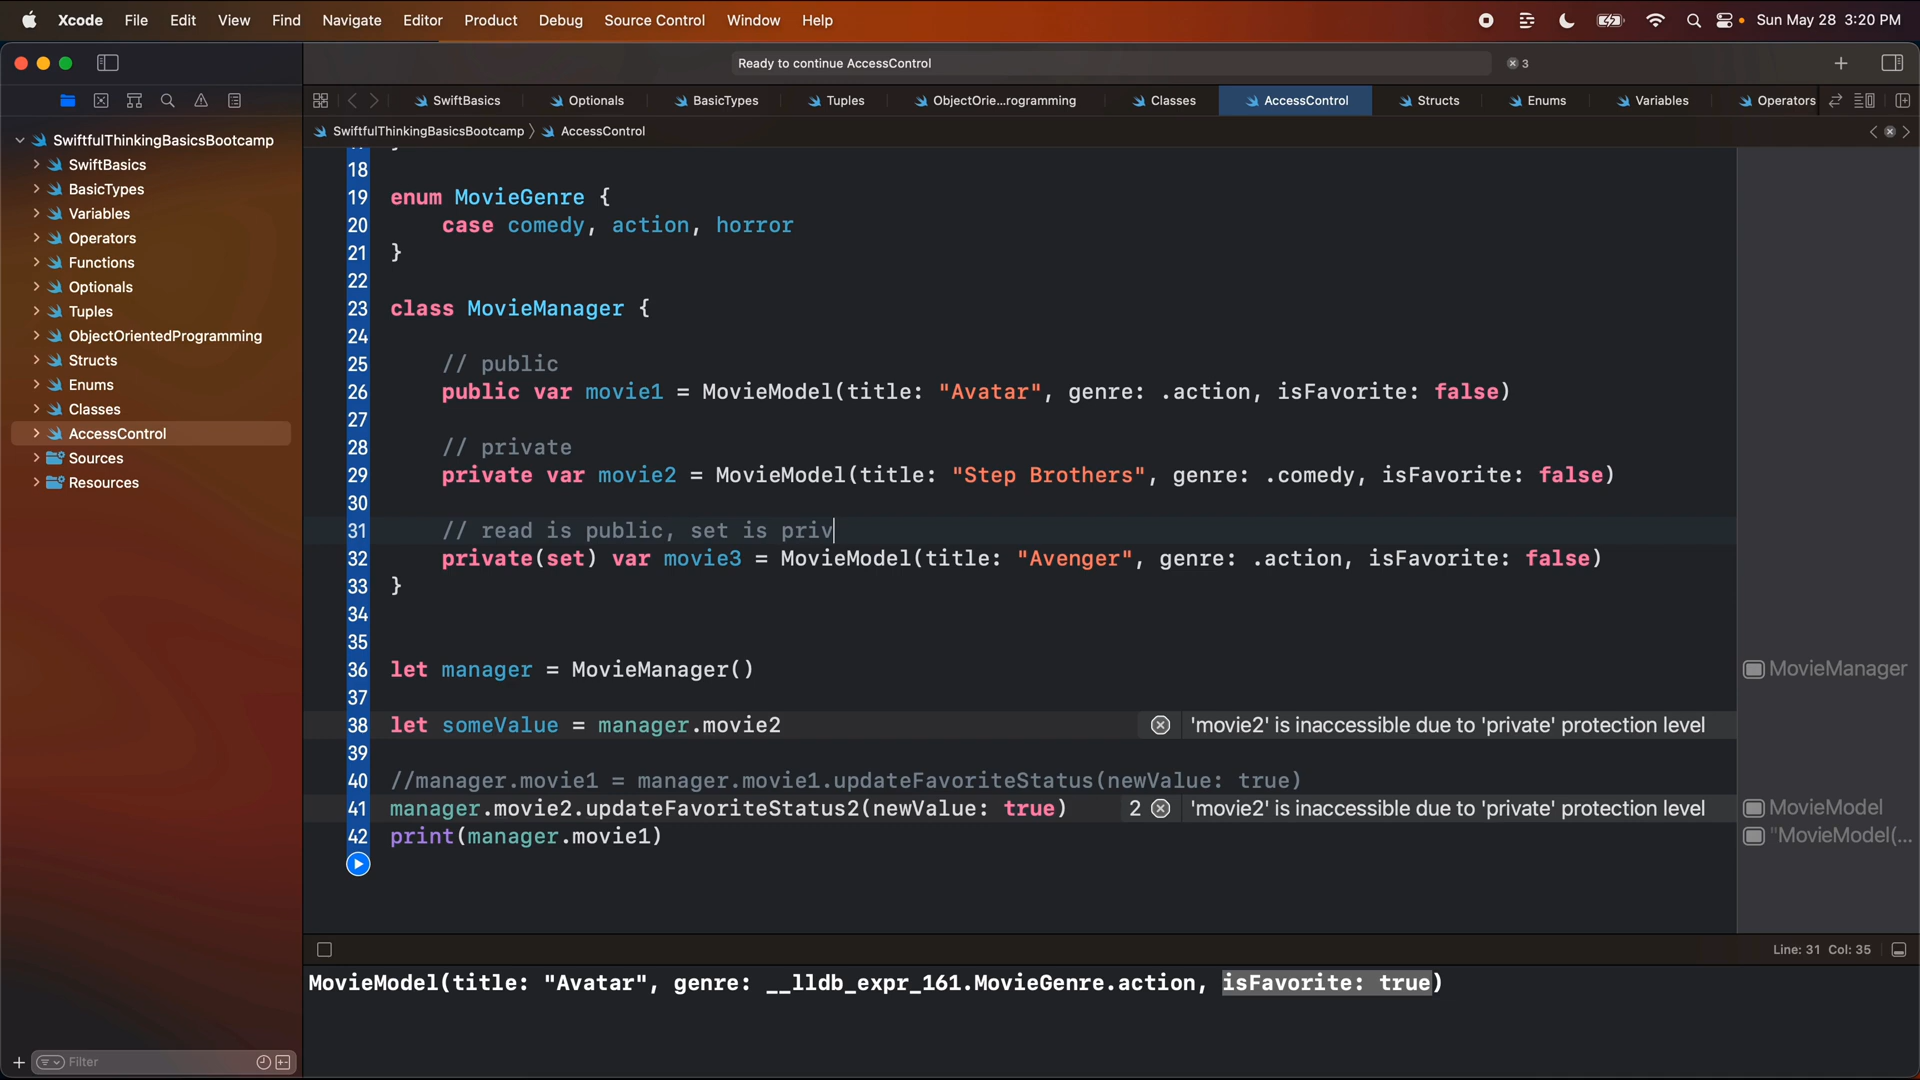 Xcode File Edit View Find Navigate Editor Product Debug Source Control Window Help Sun May 28 3:20 PM
Ready to continue AccessControl 3
SwiftBasics Optionals BasicTypes Tuples ObjectOrie...rogramming Classes AccessControl Structs Enums Variables Operators
SwiftfulThinkingBasicsBootcamp AccessControl
SwiftfulThinkingBasicsBootcamp
SwiftBasics
BasicTypes
Variables
Operators
Functions
Optionals
Tuples
ObjectOrientedProgramming
Structs
Enums
Classes
AccessControl
Sources
Resources
Filter
18
19 enum MovieGenre {
20 case comedy, action, horror
21 }
22
23 class MovieManager {
24
25 // public
26 public var movie1 = MovieModel(title: "Avatar", genre: .action, isFavorite: false)
27
28 // private
29 private var movie2 = MovieModel(title: "Step Brothers", genre: .comedy, isFavorite: false)
30
31 // read is public, set is priv
32 private(set) var movie3 = MovieModel(title: "Avenger", genre: .action, isFavorite: false)
33 }
34
35
36 let manager = MovieManager() MovieManager
37
38 let someValue = manager.movie2 'movie2' is inaccessible due to 'private' protection level
39
40 //manager.movie1 = manager.movie1.updateFavoriteStatus(newValue: true)
41 manager.movie2.updateFavoriteStatus2(newValue: true) 2 'movie2' is inaccessible due to 'private' protection level MovieModel
42 print(manager.movie1) "MovieModel(...
Line: 31 Col: 35
MovieModel(title: "Avatar", genre: __lldb_expr_161.MovieGenre.action, isFavorite: true)